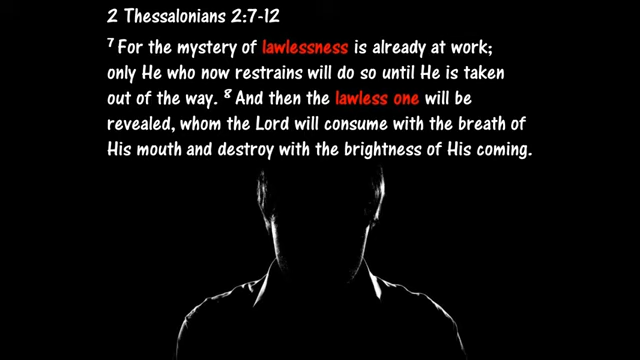 2 Thessalonians 2:7-12
⁷ For the mystery of lawlessness is already at work;
only He who now restrains will do so until He is taken
out of the way. ⁸ And then the lawless one will be
revealed, whom the Lord will consume with the breath of
His mouth and destroy with the brightness of His coming.